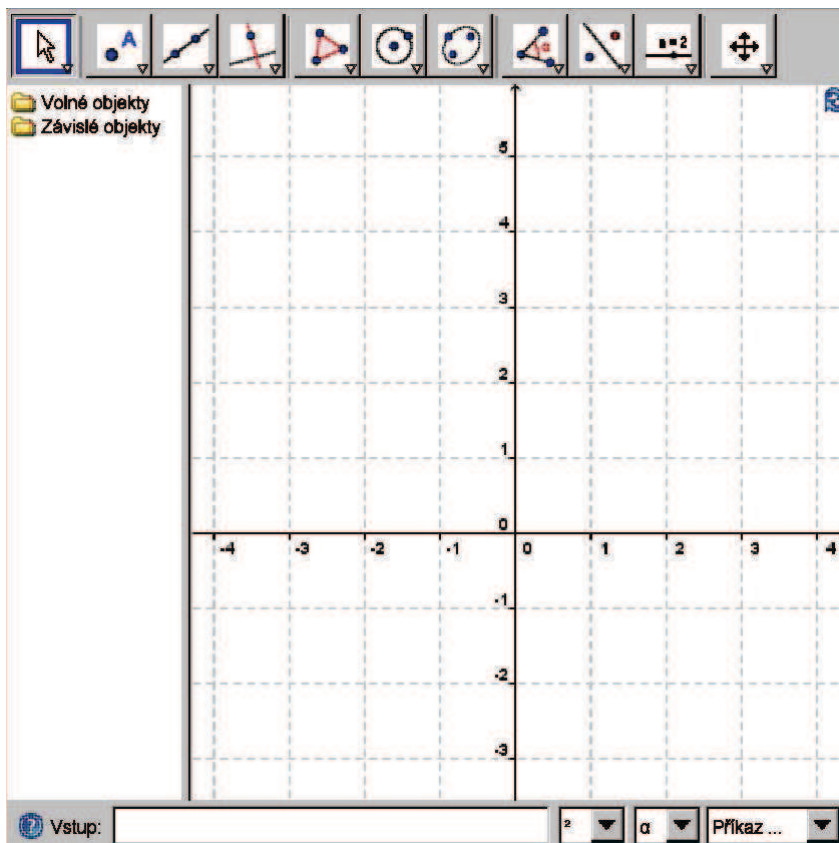 A
α
a = 2
Volné objekty
Závislé objekty
5
4
3
2
1
0
-4 -3 -2 -1 0 1 2 3 4
-1
-2
-3
Vstup: ² α Příkaz ...